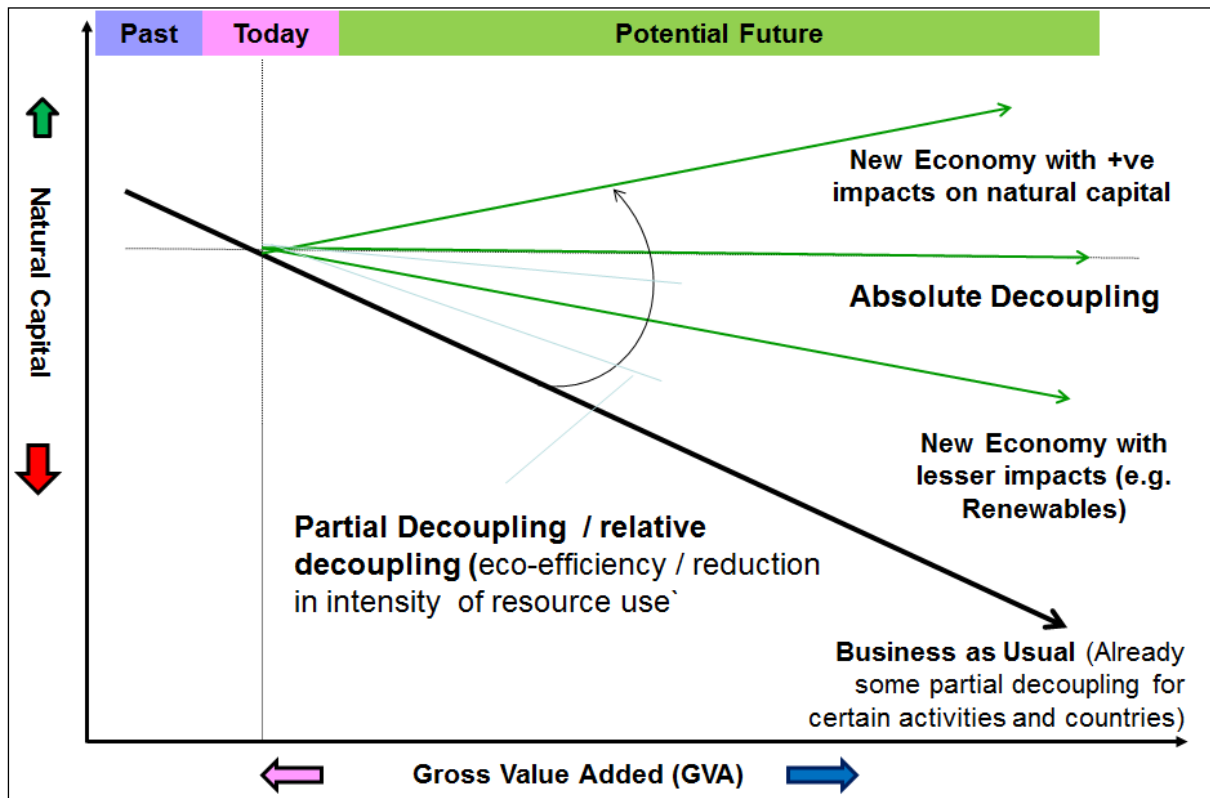 Past
Today
Potential Future
Natural Capital
New Economy with +ve
impacts on natural capital
Absolute Decoupling
New Economy with
lesser impacts (e.g.
Renewables)
Partial Decoupling / relative
decoupling (eco-efficiency / reduction
in intensity of resource use`
Business as Usual (Already
some partial decoupling for
certain activities and countries)
Gross Value Added (GVA)